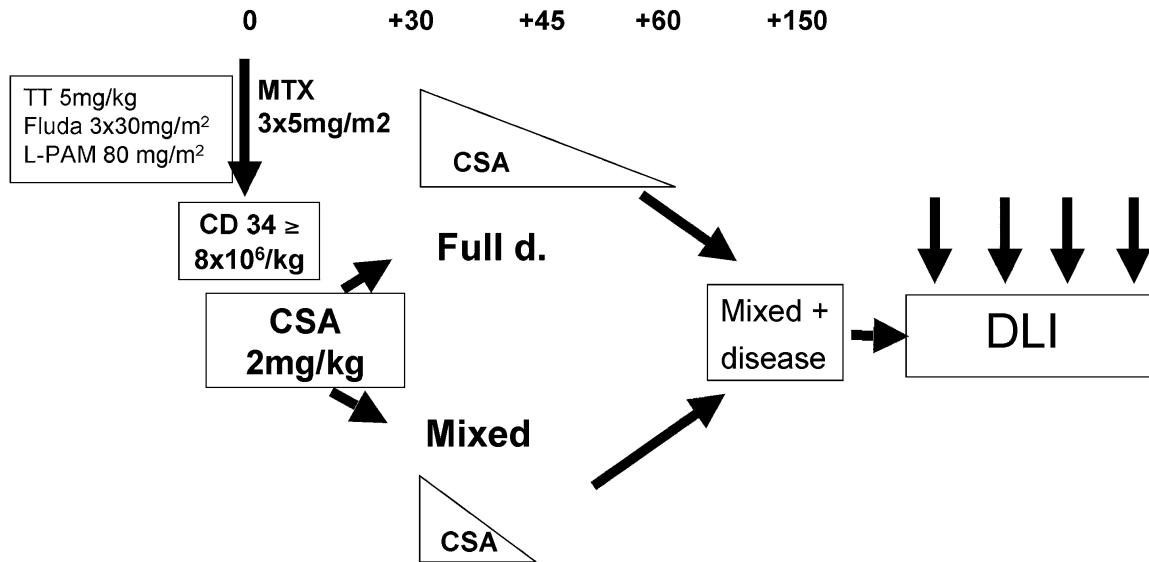 0 +30 +45 +60 +150
TT 5mg/kg
Fluda 3x30mg/m²
L-PAM 80 mg/m²
MTX
3x5mg/m2
CSA
CD 34 ≥
8x10⁶/kg
Full d.
CSA
2mg/kg
Mixed +
disease
DLI
Mixed
CSA